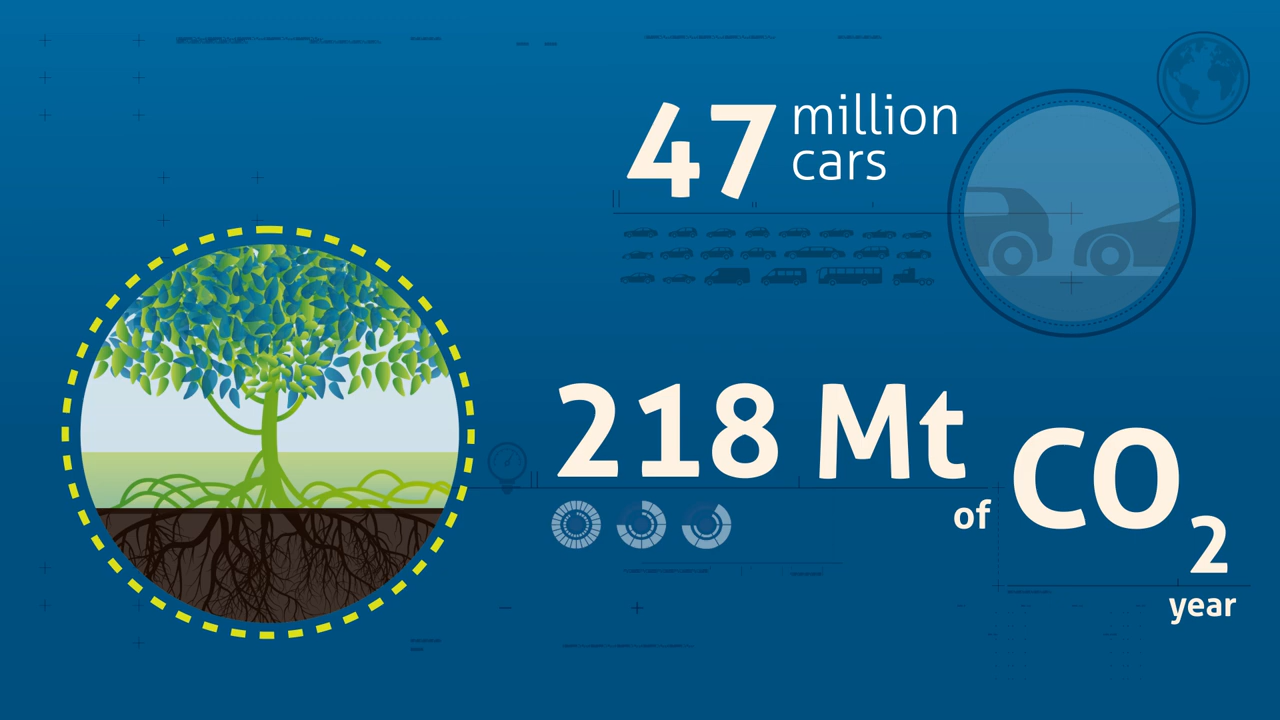 47 million
cars
218 Mt
of CO₂
year